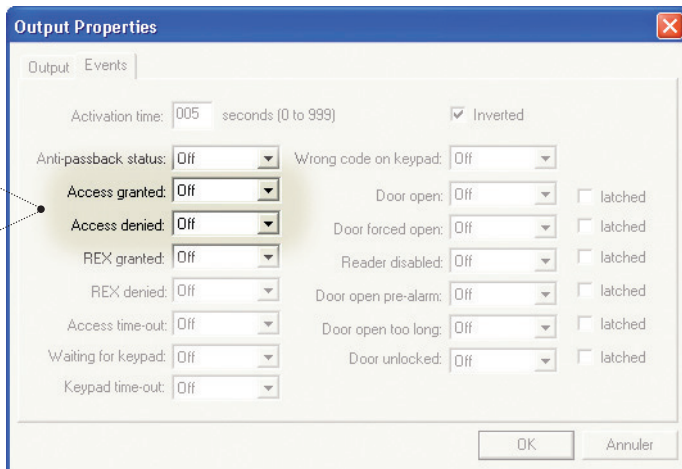 Output Properties
Output Events
Activation time: 005 seconds (0 to 999) Inverted
Anti-passback status: Off Wrong code on keypad: Off
Access granted: Off Door open: Off latched
Access denied: Off Door forced open: Off latched
REX granted: Off Reader disabled: Off latched
REX denied: Off Door open pre-alarm: Off latched
Access time-out: Off Door open too long: Off latched
Waiting for keypad: Off Door unlocked: Off latched
Keypad time-out: Off
OK Annuler